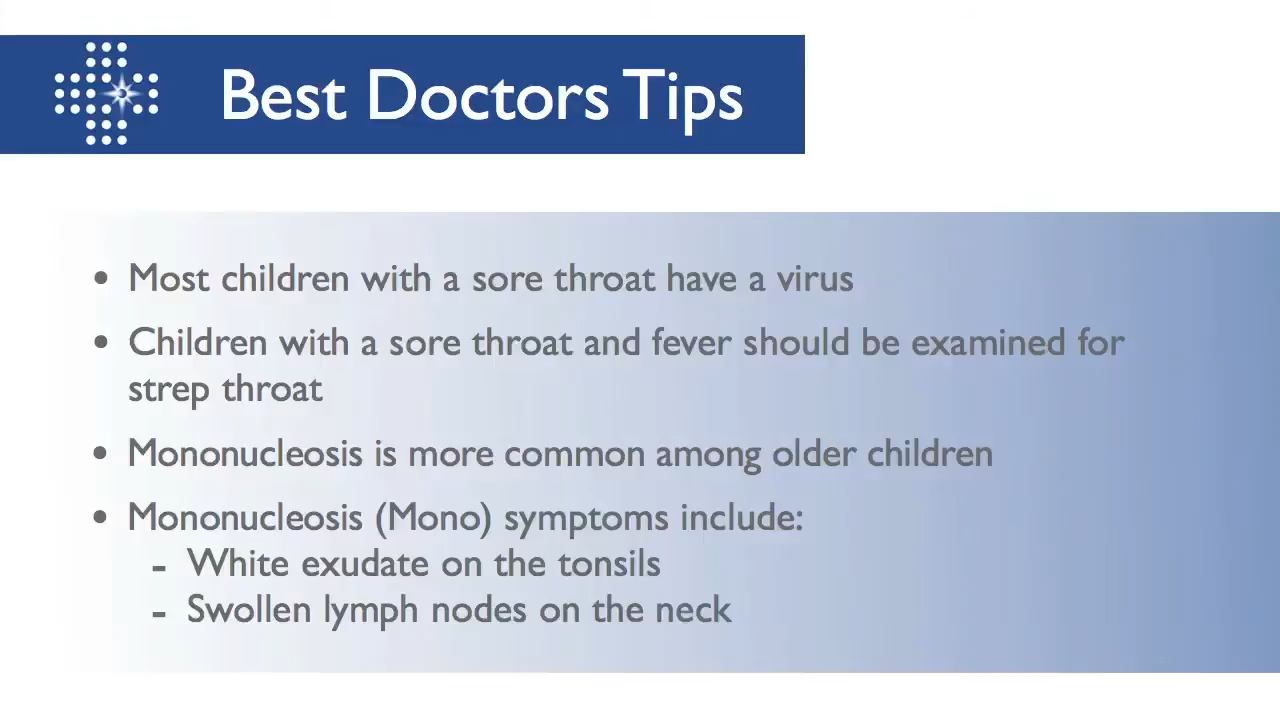 Best Doctors Tips
• Most children with a sore throat have a virus
• Children with a sore throat and fever should be examined for
strep throat
• Mononucleosis is more common among older children
• Mononucleosis (Mono) symptoms include:
- White exudate on the tonsils
- Swollen lymph nodes on the neck